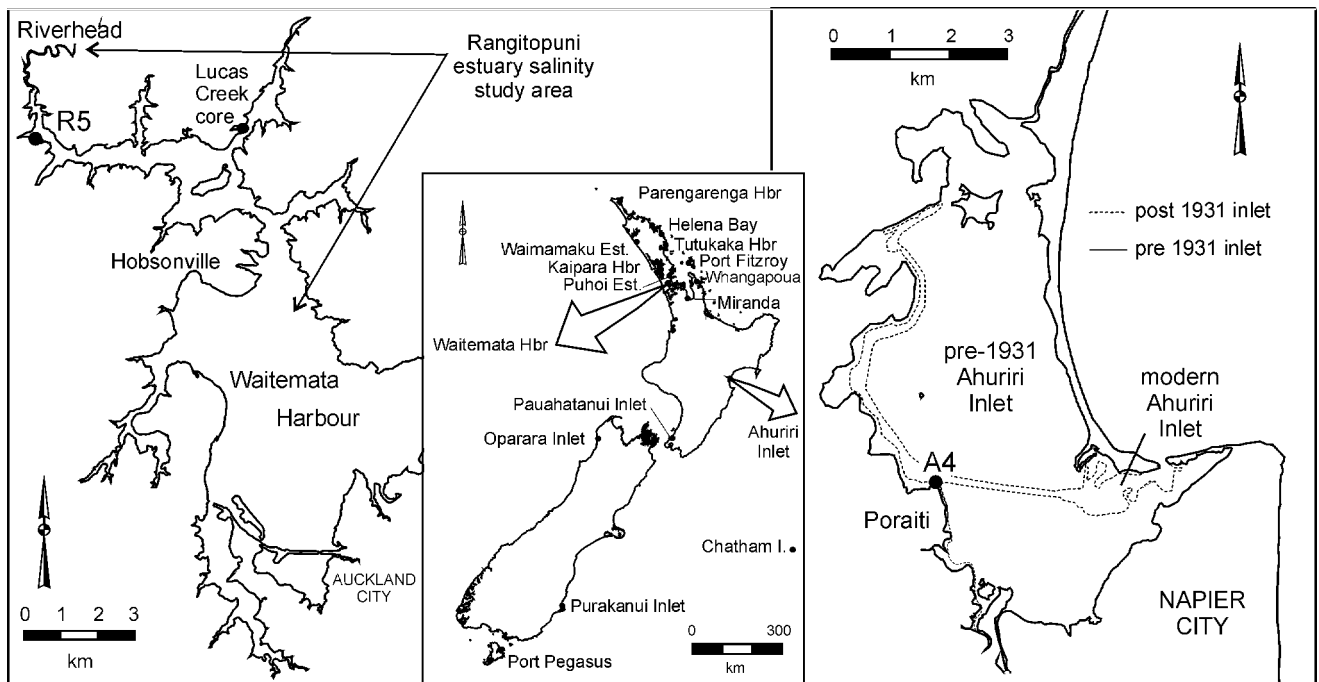 Riverhead
Rangitopuni
estuary salinity
study area
Lucas
Creek
core
R5
Hobsonville
Waitemata
Harbour
AUCKLAND
CITY
0 1 2 3
km
Parengarenga Hbr
Helena Bay
Tutukaka Hbr
Waimamaku Est.
Port Fitzroy
Kaipara Hbr
Whangapoua
Puhoi Est.
Miranda
Waitemata Hbr
Pauahatanui Inlet
Oparara Inlet
Ahuriri
Inlet
Chatham I.
Purakanui Inlet
Port Pegasus
0 300
km
0 1 2 3
km
post 1931 inlet
pre 1931 inlet
pre-1931
Ahuriri
Inlet
modern
Ahuriri
Inlet
A4
Poraiti
NAPIER
CITY